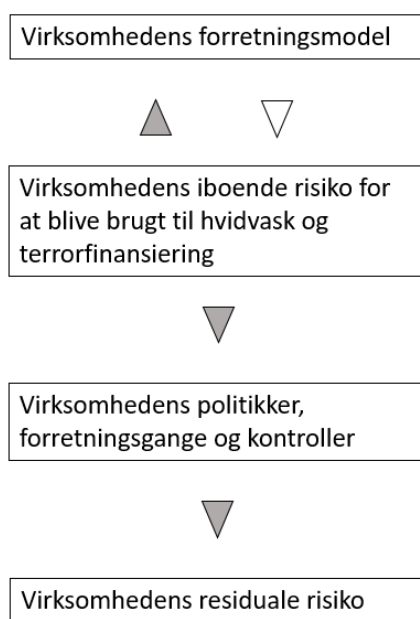 Virksomhedens forretningsmodel
Virksomhedens iboende risiko for
at blive brugt til hvidvask og
terrorfinansiering
Virksomhedens politikker,
forretningsgange og kontroller
Virksomhedens residuale risiko